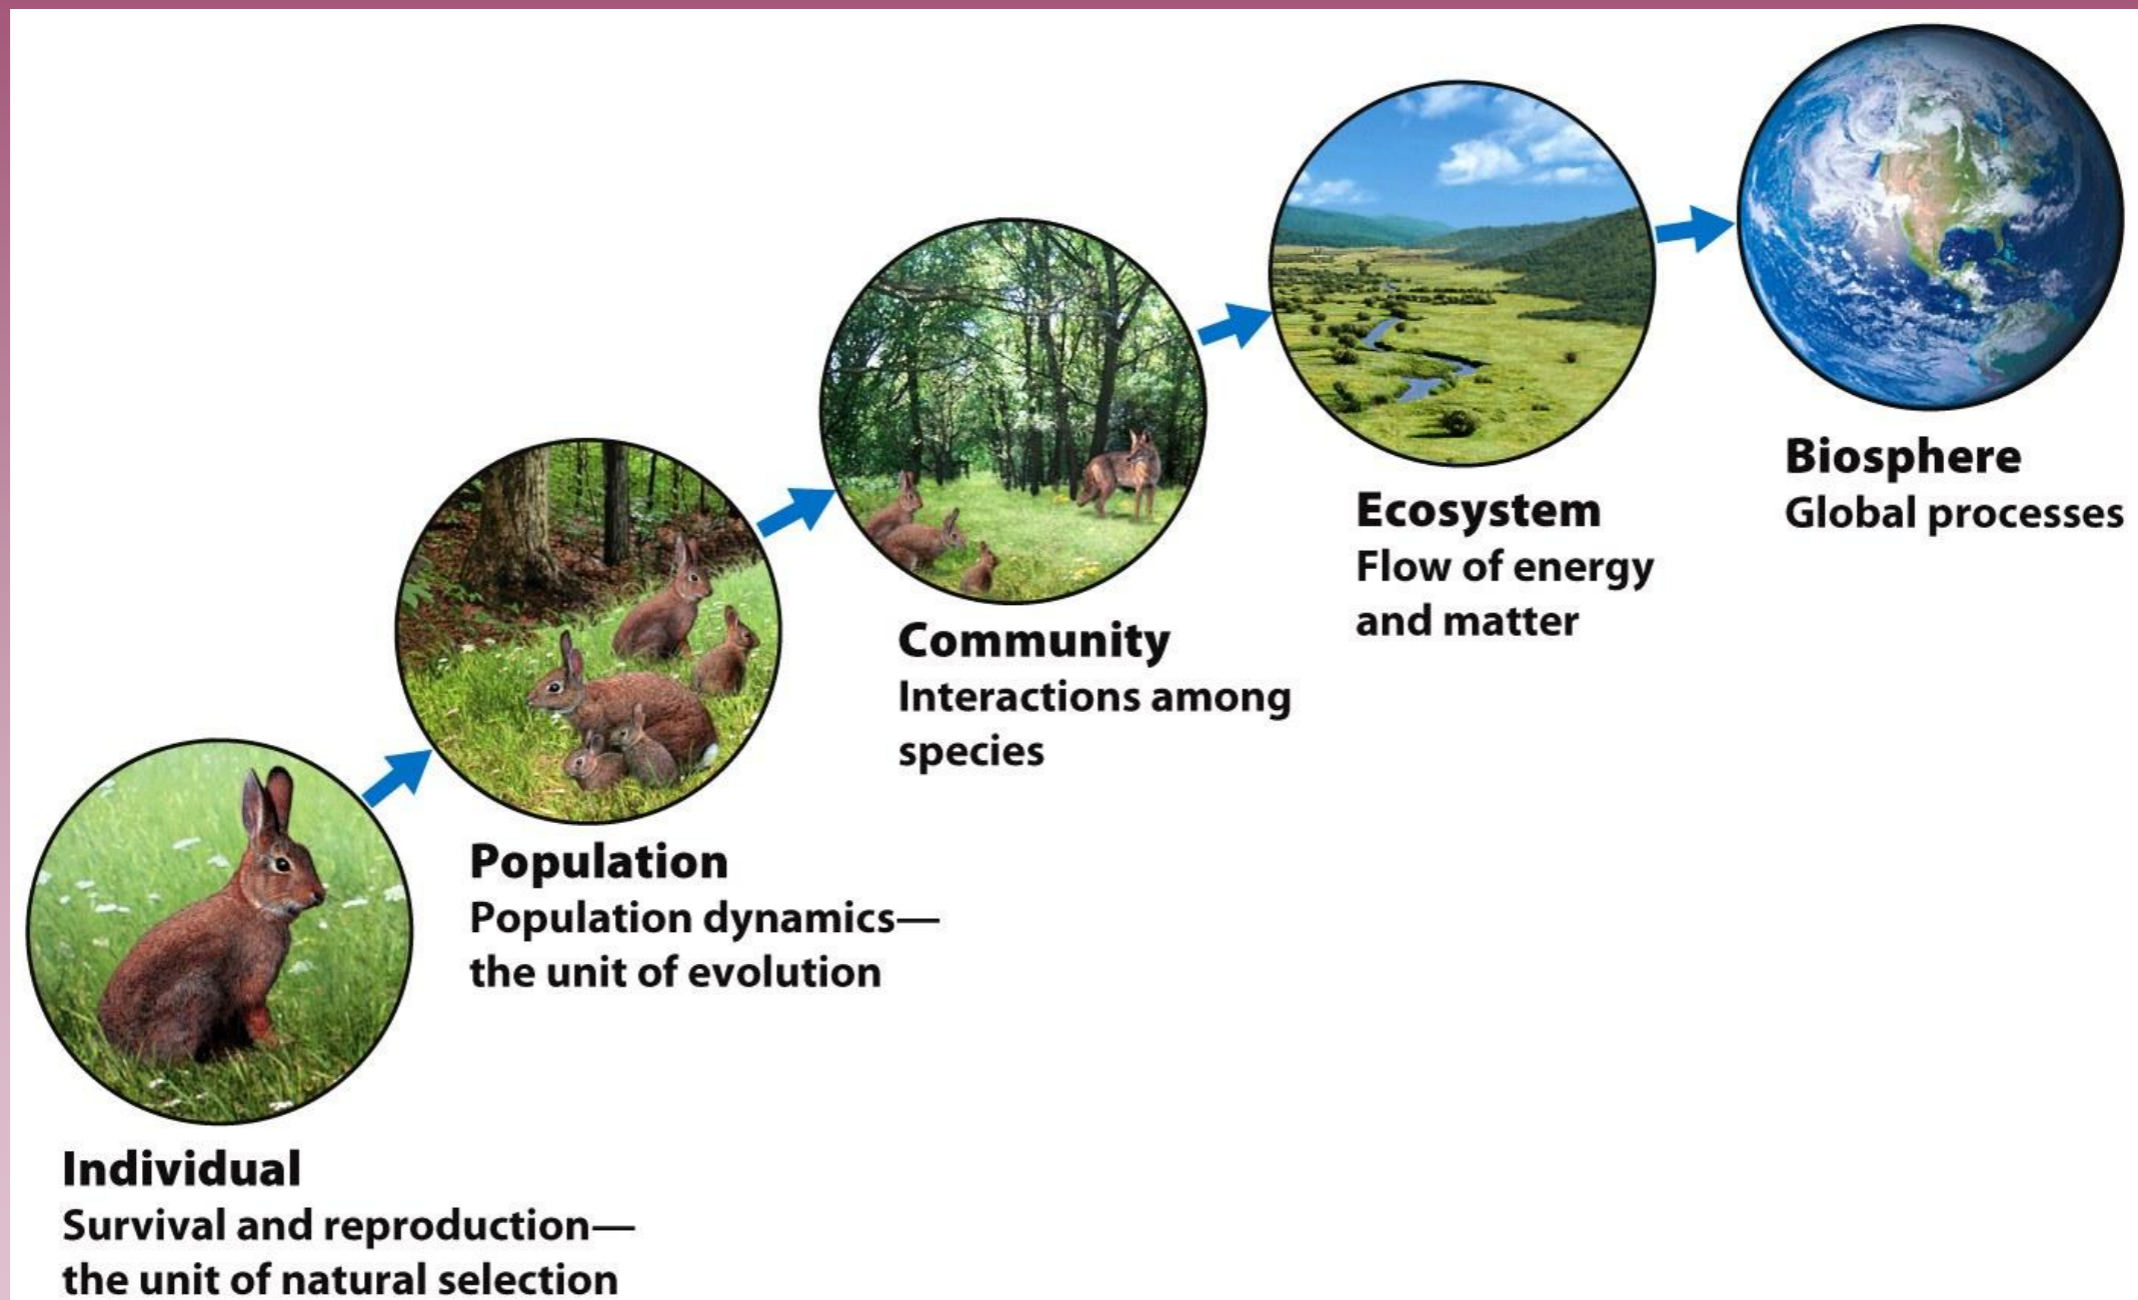 Individual
Survival and reproduction—
the unit of natural selection
Population
Population dynamics—
the unit of evolution
Community
Interactions among
species
Ecosystem
Flow of energy
and matter
Biosphere
Global processes